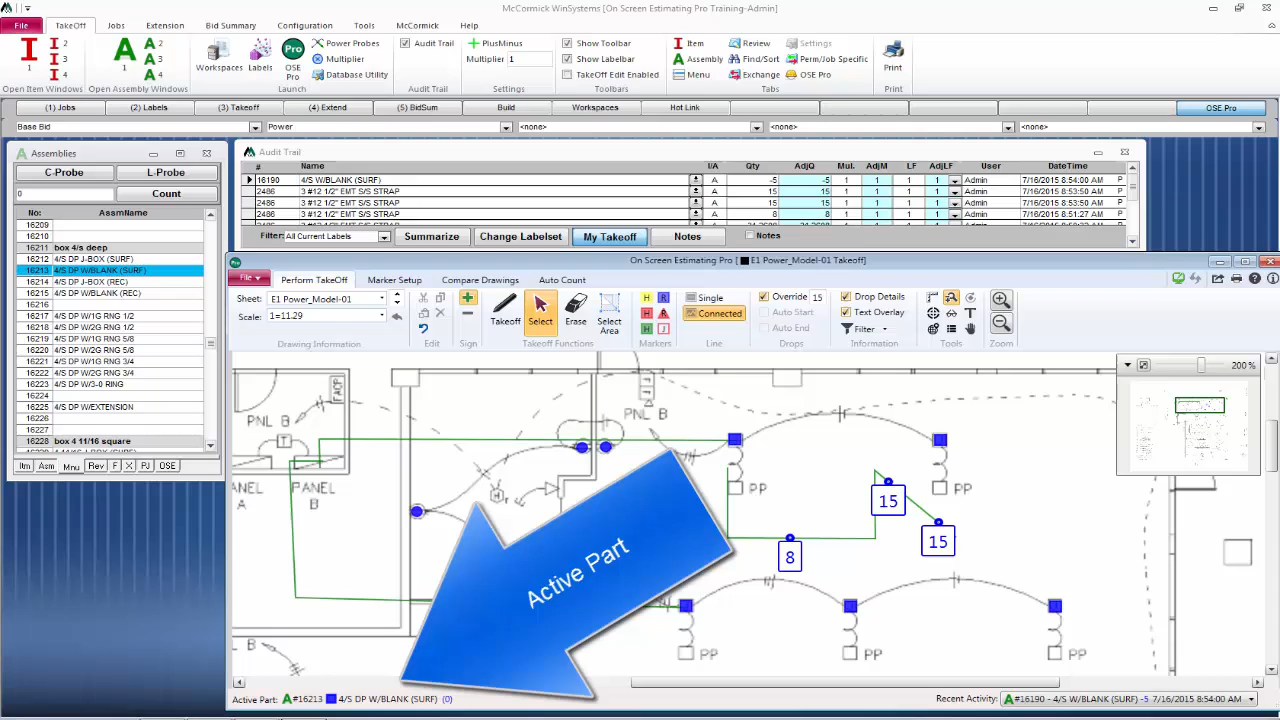 McCormick WinSystems [ On Screen Estimating Pro Training-Admin]
File TakeOff Jobs Extension Bid Summary Configuration Tools McCormick Help
1 2 3 4 Open Item Windows
1 2 3 4 Open Assembly Windows
Workspaces Labels OSE Pro Power Probes Multiplier Database Utility Launch
Audit Trail Audit Trail
PlusMinus Multiplier 1 Settings
Show Toolbar Show Labelbar TakeOff Edit Enabled Toolbars
Item Assembly Menu Review Find/Sort Exchange Settings Perm/Job Specific OSE Pro Tabs
Print Print
(1) Jobs (2) Labels (3) Takeoff (4) Extend (5) BidSum Build Workspaces Hot Link OSE Pro
Base Bid Power <none> <none> <none>
Assemblies
C-Probe L-Probe
0 Count
No: AsamName
16209
16210
16211 box 4/s deep
16212 4/S DP J-BOX (SURF)
16213 4/S DP W/BLANK (SURF)
16214 4/S DP J-BOX (REC)
16215 4/S DP W/BLANK (REC)
16216
16217 4/S DP W/1G RNG 1/2
16218 4/S DP W/2G RNG 1/2
16219 4/S DP W/1G RNG 5/8
16220 4/S DP W/2G RNG 5/8
16221 4/S DP W/1G RNG 3/4
16222 4/S DP W/2G RNG 3/4
16223 4/S DP W/3-0 RING
16224
16225 4/S DP W/EXTENSION
16226
16227
16228 box 4 11/16 square
Itm Asm Mnu Rev F X PJ OSE
Audit Trail
# Name I/A Qty AdjQ Mul. AdjM LF AdjLF User DateTime
16190 4/S W/BLANK (SURF) A -5 -5 1 1 1 1 Admin 7/16/2015 8:54:00 AM P
2486 3 #12 1/2" EMT S/S STRAP A 15 15 1 1 1 1 Admin 7/16/2015 8:53:50 AM P
2486 3 #12 1/2" EMT S/S STRAP A 15 15 1 1 1 1 Admin 7/16/2015 8:53:50 AM P
2486 3 #12 1/2" EMT S/S STRAP A 8 8 1 1 1 1 Admin 7/16/2015 8:51:27 AM P
Filter: All Current Labels Summarize Change Labelset My Takeoff Notes Notes
On Screen Estimating Pro [ E1 Power_Model-01 Takeoff]
File Perform TakeOff Marker Setup Compare Drawings Auto Count
Sheet: E1 Power_Model-01
Scale: 1=11.29
Drawing Information
Edit Sign
Takeoff Select Erase Select Area
Takeoff Functions
H R A H J Markers
Single Connected Line
Override 15 Auto Start Auto End Drops
Drop Details Text Overlay Filter Information
Tools Zoom
200 %
FACP
PNL B
T
PANEL A
PANEL B
PNL B
PP
PP
15
15
8
PP
PP
PP
B
Active Part
Active Part: A #16213 4/S DP W/BLANK (SURF) (0)
Recent Activity: A #16190 - 4/S W/BLANK (SURF) -5 7/16/2015 8:54:00 AM